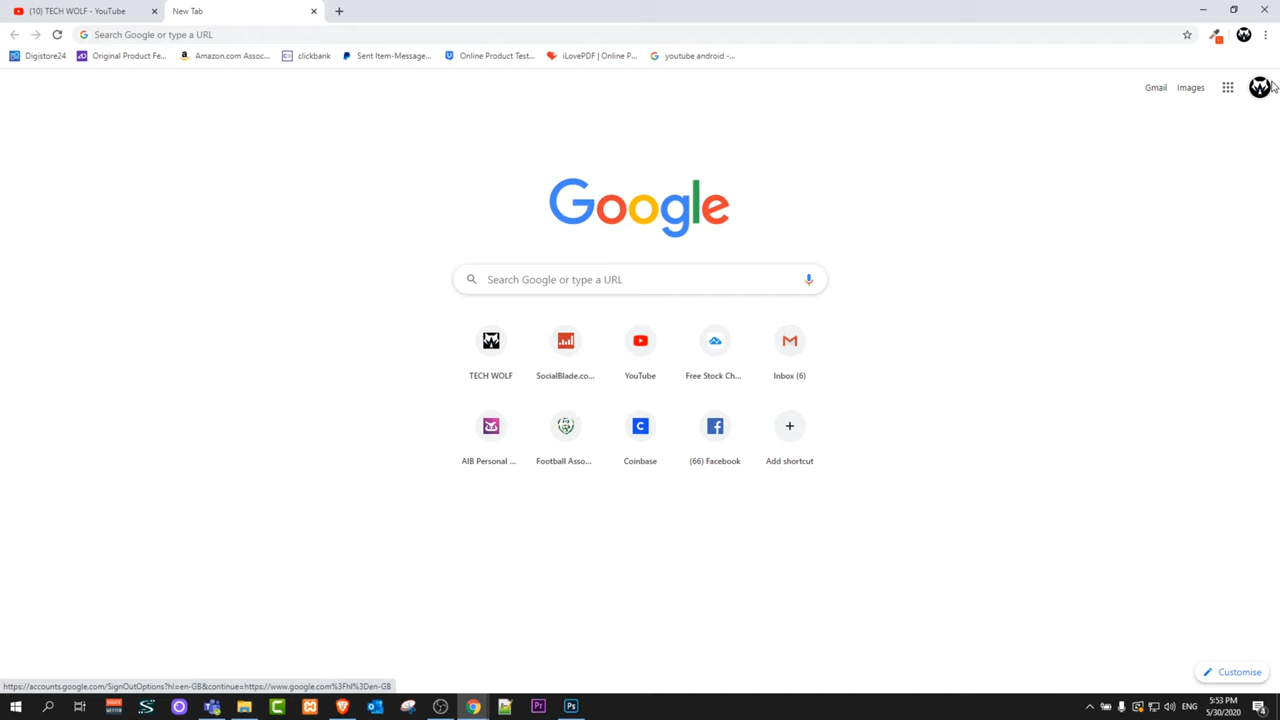 (10) TECH WOLF - YouTube
New Tab
Search Google or type a URL
Digistore24
Original Product Fe...
Amazon.com Assoc...
clickbank
Sent Item-Message...
Online Product Test...
iLovePDF | Online P...
youtube android -...
Gmail
Images
Google
Search Google or type a URL
TECH WOLF
SocialBlade.co...
YouTube
Free Stock Ch...
Inbox (6)
AIB Personal ...
Football Asso...
Coinbase
(66) Facebook
Add shortcut
Customise
https://accounts.google.com/SignOutOptions?hl=en-GB&continue=https://www.google.com%3Fhl%3Den-GB
Pr
Ps
ENG
5:53 PM
5/30/2020
4